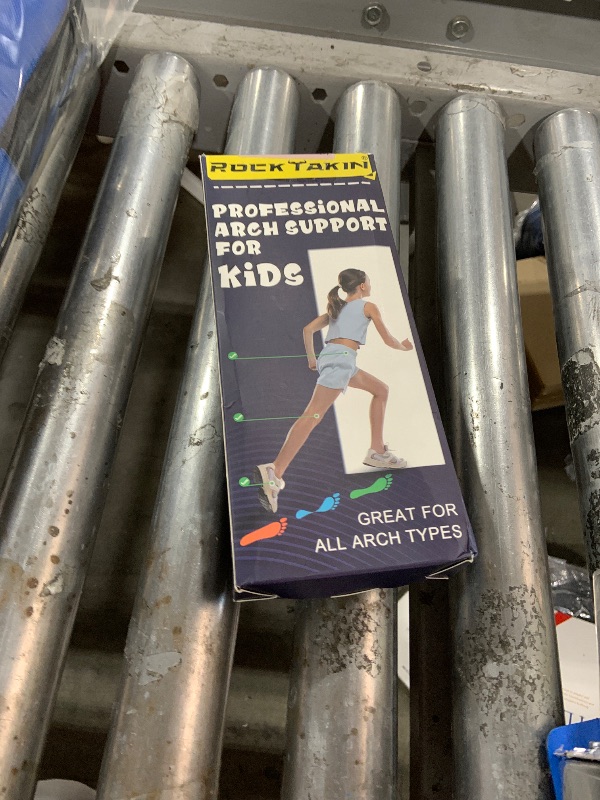 ROCKTAKIN®
PROFESSIONAL
ARCH SUPPORT
FOR
KiDS
GREAT FOR
ALL ARCH TYPES